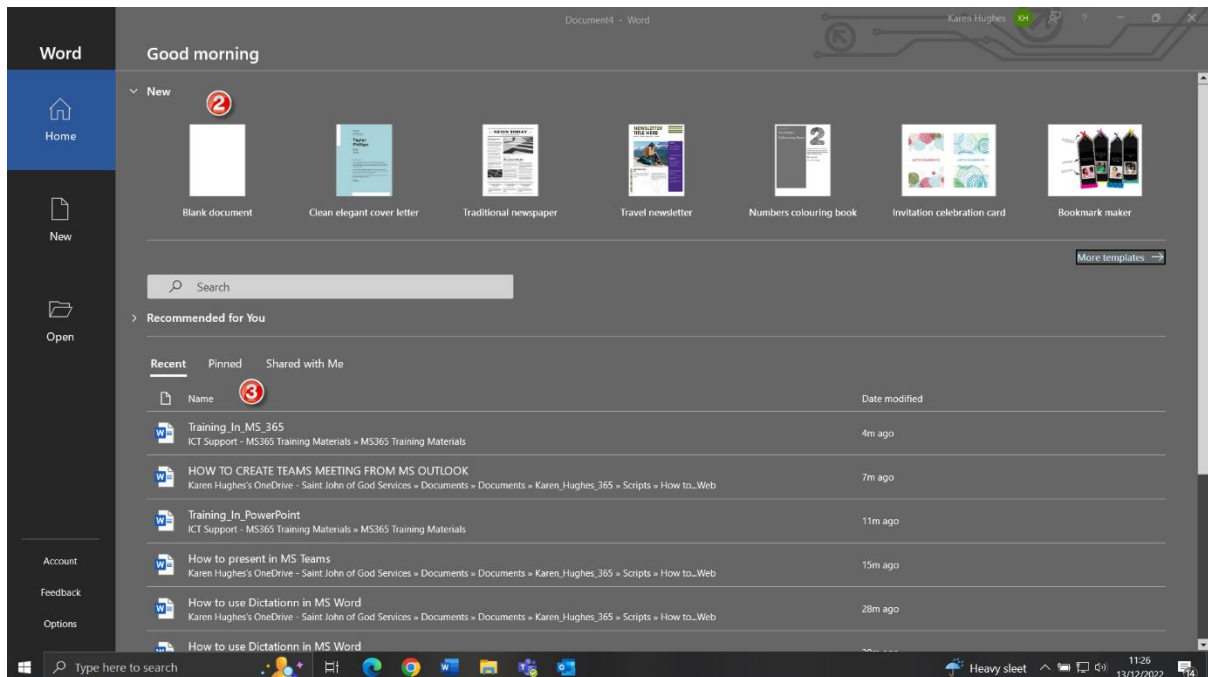 Document4 - Word
Karen Hughes KH ?
Word
Good morning
Home
New
Open
Account
Feedback
Options
New
2
Blank document
Clean elegant cover letter
Traditional newspaper
Travel newsletter
Numbers colouring book
Invitation celebration card
Bookmark maker
Taylor
Phillips
NEWS TODAY
NEWSLETTER
TITLE HERE
2
More templates
Search
Recommended for You
Recent Pinned Shared with Me
Name 3 Date modified
Training_In_MS_365 4m ago
ICT Support - MS365 Training Materials » MS365 Training Materials
HOW TO CREATE TEAMS MEETING FROM MS OUTLOOK 7m ago
Karen Hughes's OneDrive - Saint John of God Services » Documents » Documents » Karen_Hughes_365 » Scripts » How to...Web
Training_In_PowerPoint 11m ago
ICT Support - MS365 Training Materials » MS365 Training Materials
How to present in MS Teams 15m ago
Karen Hughes's OneDrive - Saint John of God Services » Documents » Documents » Karen_Hughes_365 » Scripts » How to...Web
How to use Dictationn in MS Word 28m ago
Karen Hughes's OneDrive - Saint John of God Services » Documents » Documents » Karen_Hughes_365 » Scripts » How to...Web
How to use Dictationn in MS Word
Type here to search
Heavy sleet
11:26
13/12/2022
14